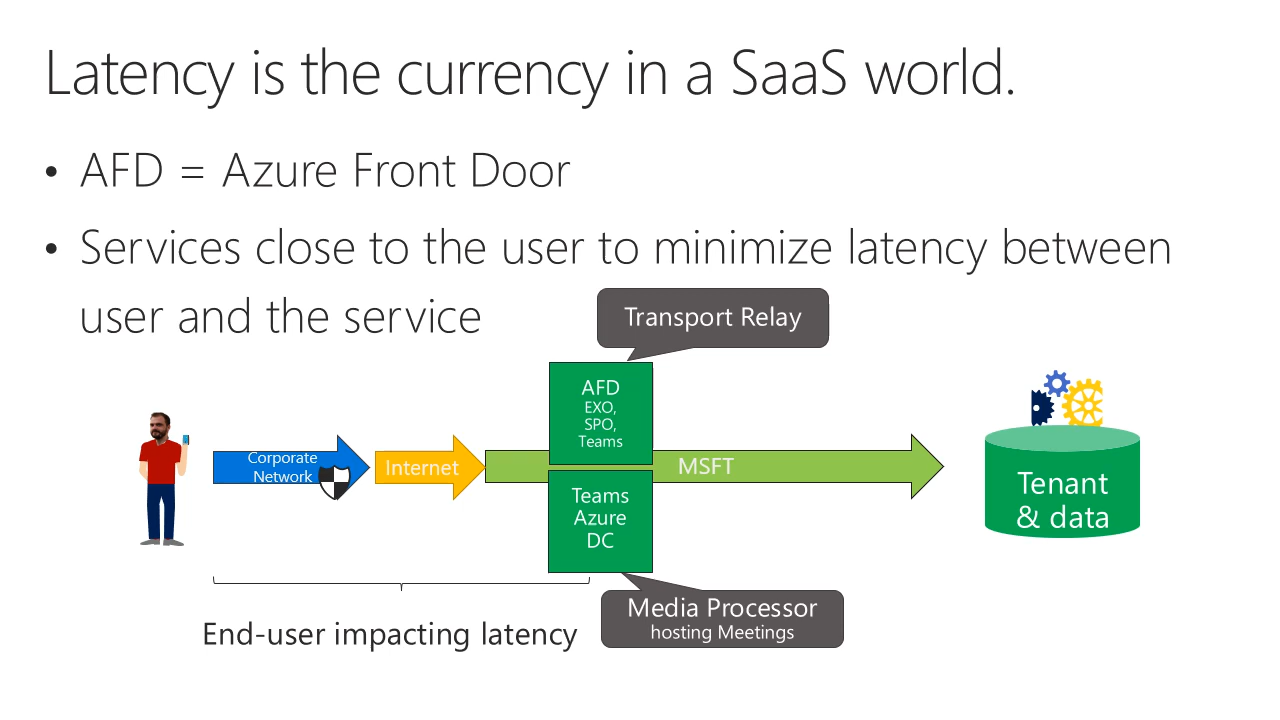 Latency is the currency in a SaaS world.
• AFD = Azure Front Door
• Services close to the user to minimize latency between
user and the service
Transport Relay
AFD
EXO,
SPO,
Teams
Corporate
Network
Internet
MSFT
Teams
Azure
DC
Tenant
& data
End-user impacting latency
Media Processor
hosting Meetings